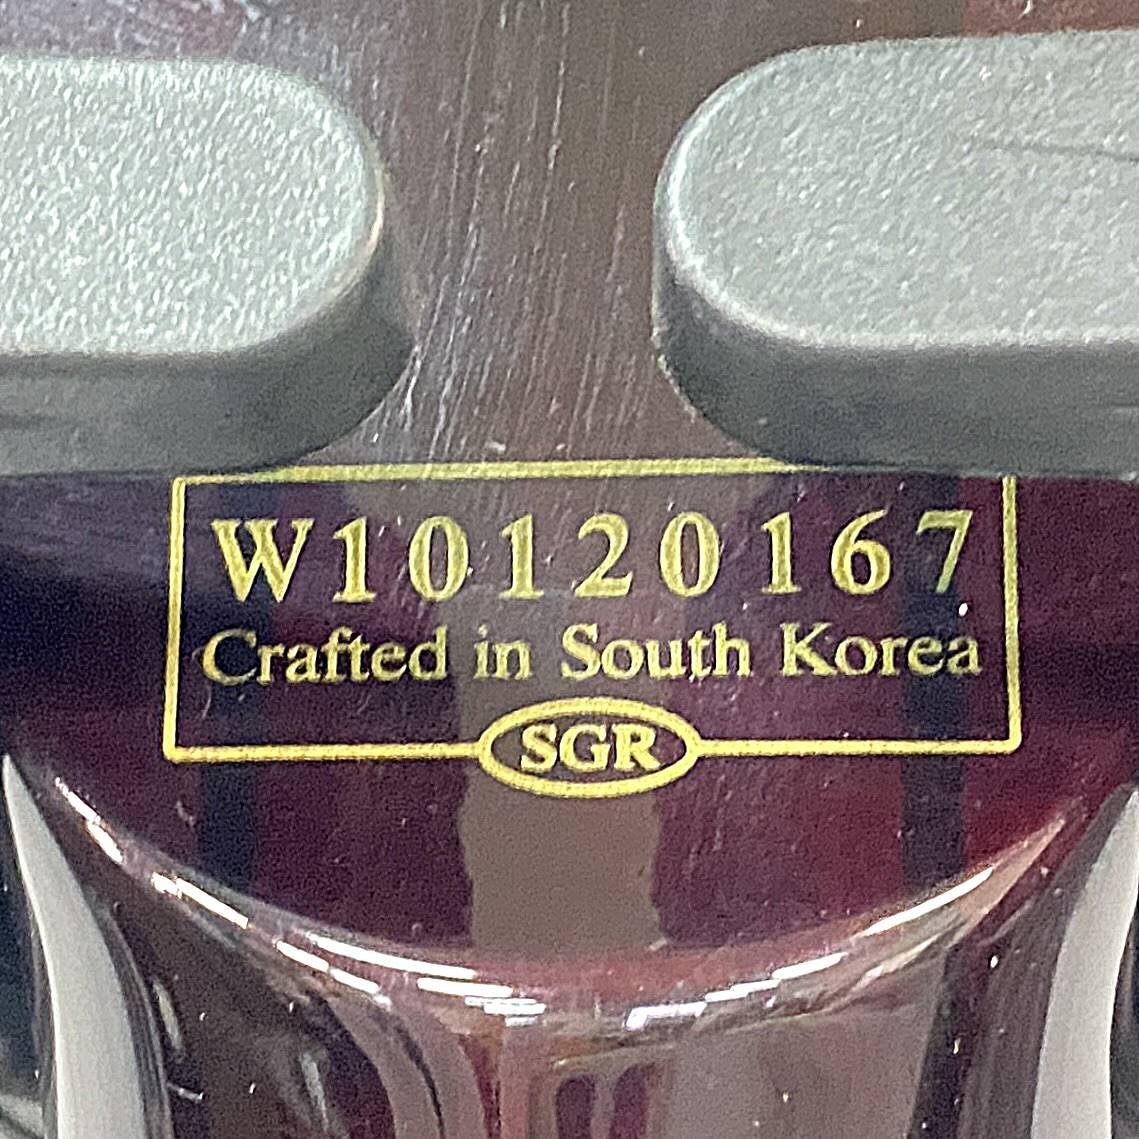 W10120167
Crafted in South Korea
SGR